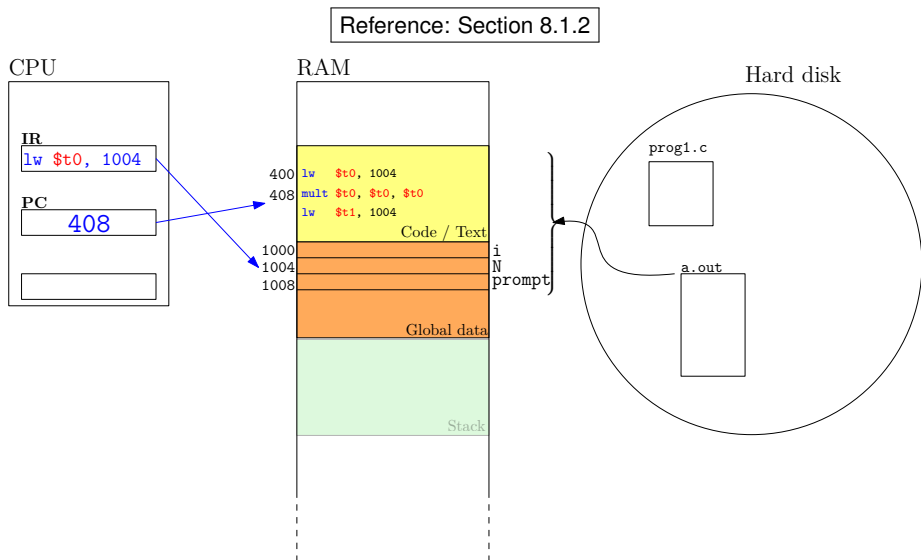 Reference: Section 8.1.2
CPU
RAM
Hard disk
IR
lw $t0, 1004
PC
408
400 lw $t0, 1004
408 mult $t0, $t0, $t0
lw $t1, 1004
Code / Text
1000 i
1004 N
1008 prompt
Global data
Stack
prog1.c
a.out